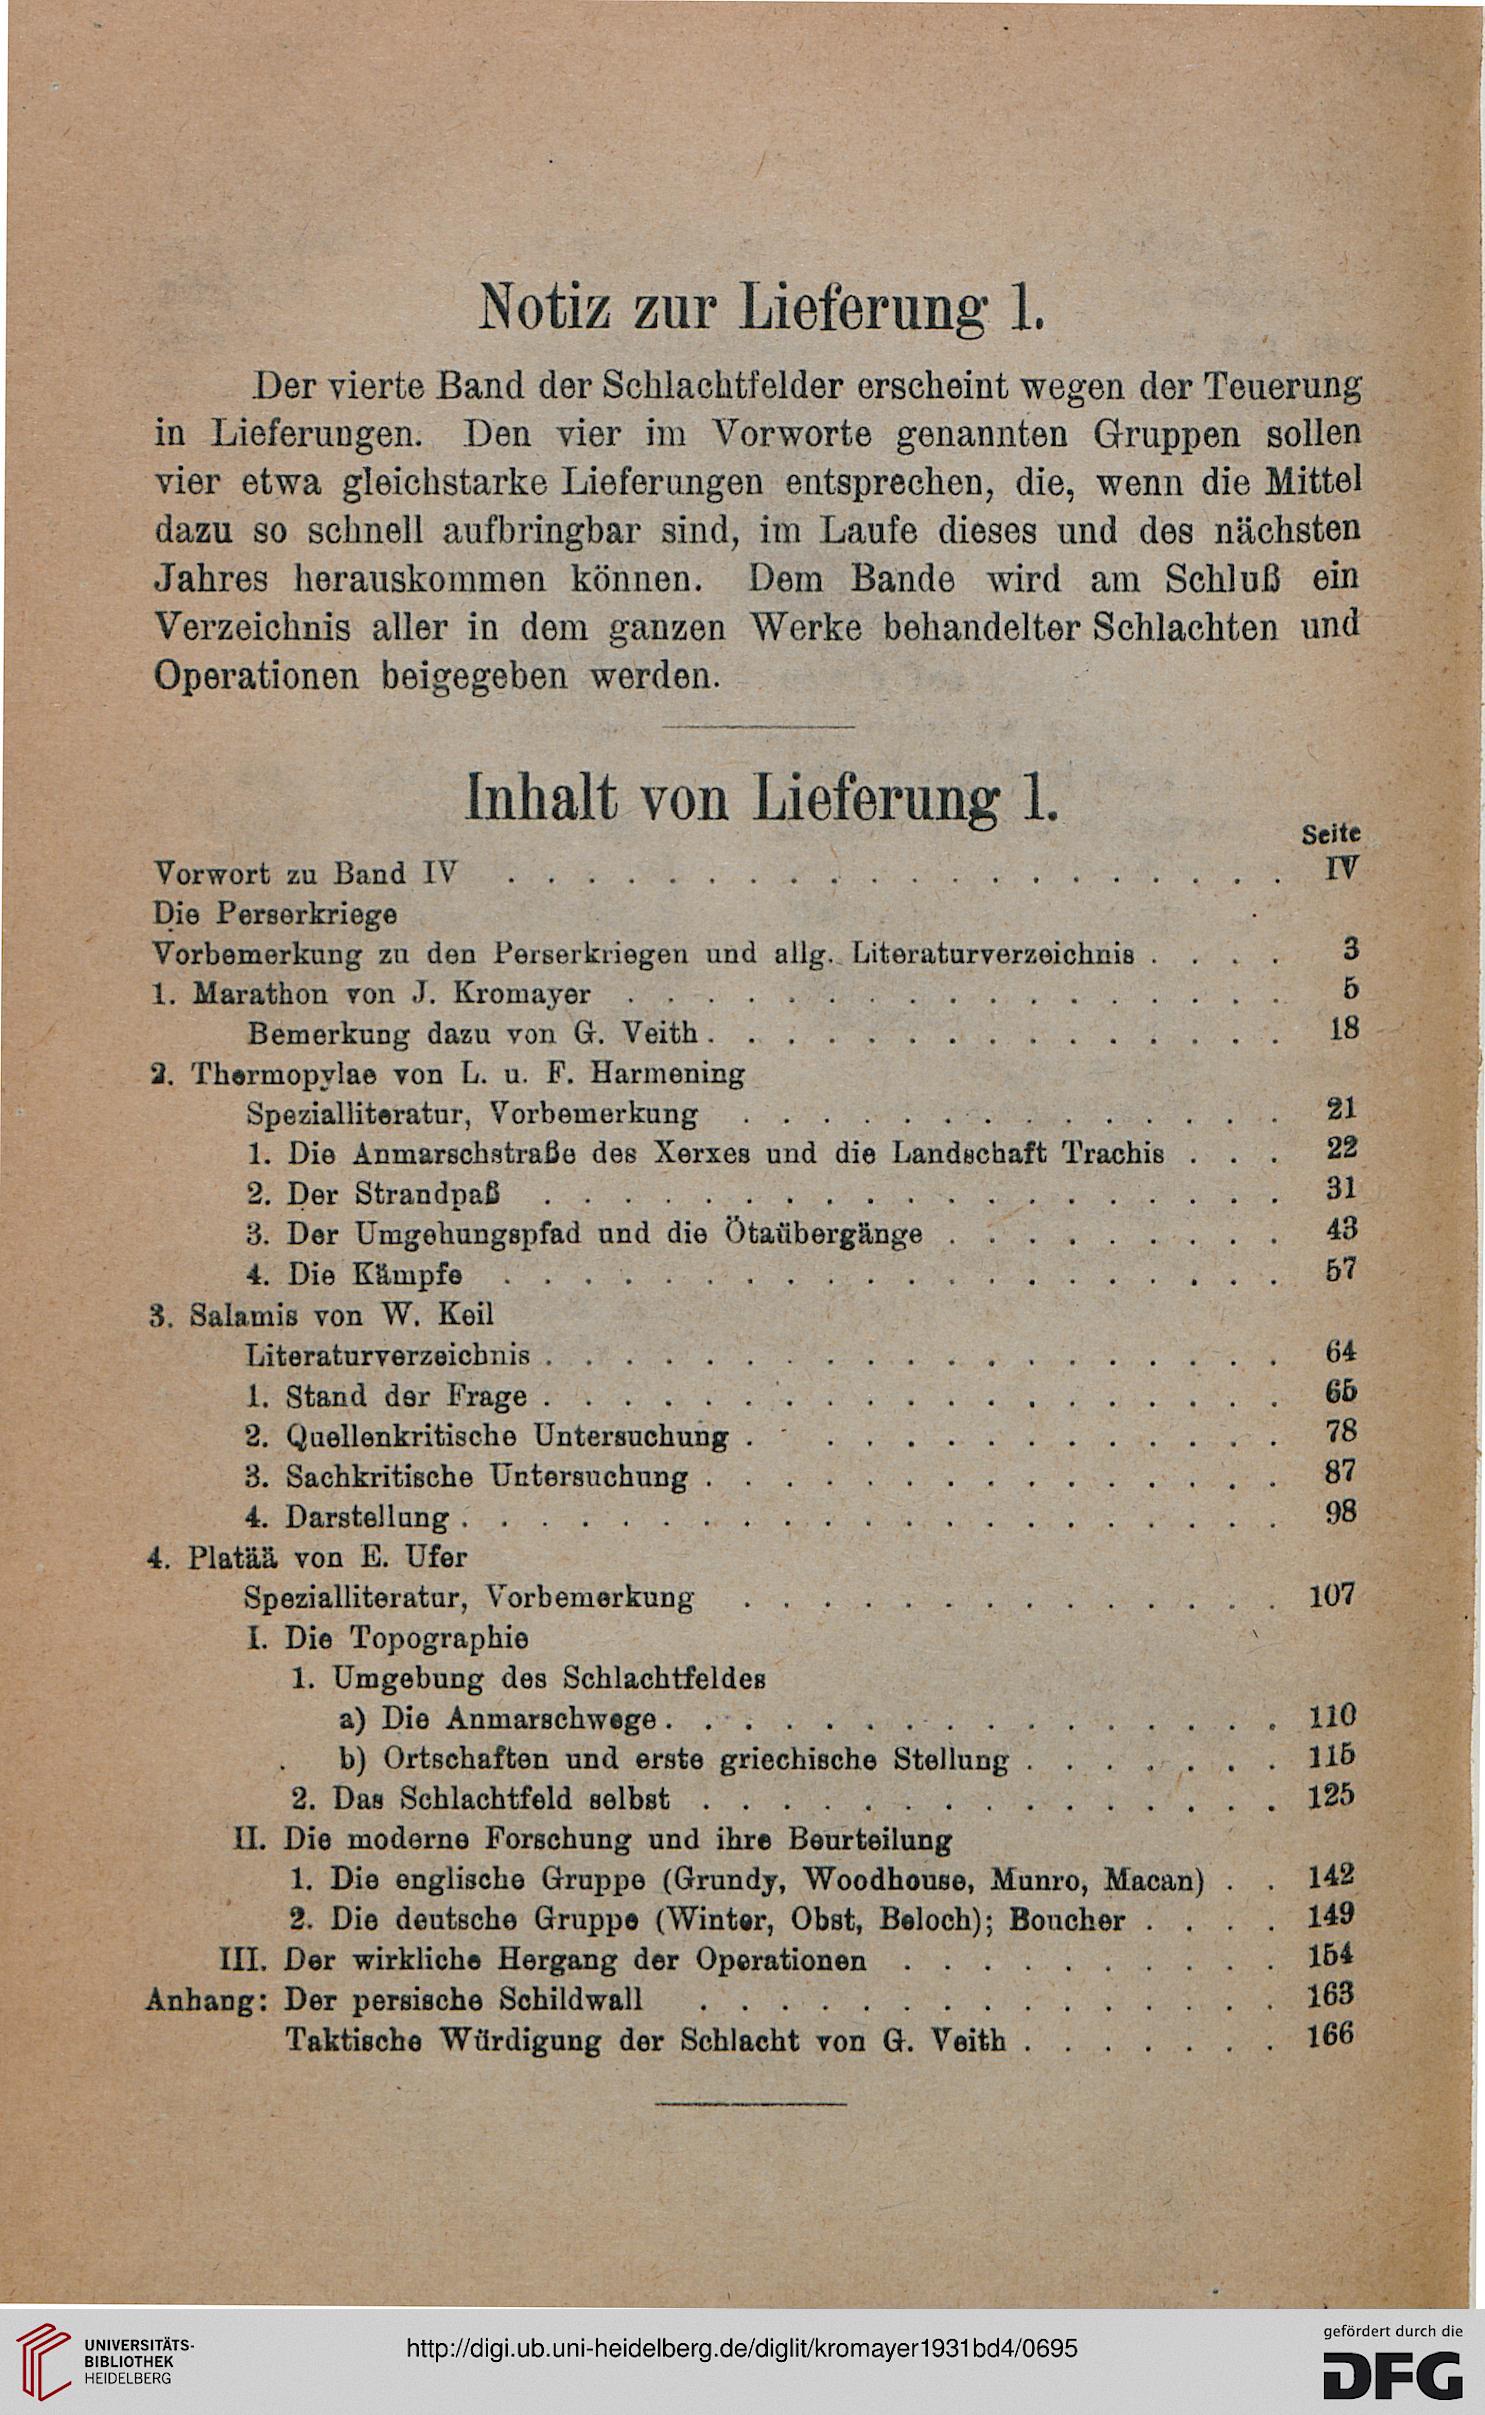 Notiz zur Lieferung 1.
Der vierte Band der Schlachtfelder erscheint wegen der Teuerung
in Lieferungen. Den vier im Vorworte genannten Gruppen sollen
vier etwa gleichstarke Lieferungen entsprechen, die, wenn die Mittel
dazu so schnell aufbringbar sind, im Laufe dieses und des nächsten
Jahres herauskommen können. Dem Bande wird am Schluß ein
Verzeichnis aller in dem ganzen Werke behandelter Schlachten und
Operationen beigegeben werden.
Inhalt von Lieferung 1.
Seite
Vorwort zu Band IV . . . . . . . . . . . . . . . . . . . . IV
Die Perserkriege
Vorbemerkung zu den Perserkriegen und allg. Literaturverzeichnis . . . . 3
1. Marathon von J. Kromayer . . . . . . . . . . . . . . . . . 5
Bemerkung dazu von G. Veith . . . . . . . . . . . . . . . 18
2. Thermopylae von L. u. F. Harmening
Spezialliteratur, Vorbemerkung . . . . . . . . . . . . . . 21
1. Die Anmarschstraße des Xerxes und die Landschaft Trachis . . . 22
2. Der Strandpaß . . . . . . . . . . . . . . . . . . . 31
3. Der Umgehungspfad und die Ötaübergänge . . . . . . . . . 43
4. Die Kämpfe . . . . . . . . . . . . . . . . . . . . 57
3. Salamis von W. Keil
Literaturverzeichnis . . . . . . . . . . . . . . . . . . . 64
1. Stand der Frage . . . . . . . . . . . . . . . . . . . 65
2. Quellenkritische Untersuchung . . . . . . . . . . . . . . 78
3. Sachkritische Untersuchung . . . . . . . . . . . . . . . 87
4. Darstellung . . . . . . . . . . . . . . . . . . . . . 98
4. Platää von E. Ufer
Spezialliteratur, Vorbemerkung . . . . . . . . . . . . . . 107
I. Die Topographie
1. Umgebung des Schlachtfeldes
a) Die Anmarschwege . . . . . . . . . . . . . . . . 110
b) Ortschaften und erste griechische Stellung . . . . . . . 115
2. Das Schlachtfeld selbst . . . . . . . . . . . . . . . 125
II. Die moderne Forschung und ihre Beurteilung
1. Die englische Gruppe (Grundy, Woodhouse, Munro, Macan) . . 142
2. Die deutsche Gruppe (Winter, Obst, Beloch); Boucher . . . . 149
III. Der wirkliche Hergang der Operationen . . . . . . . . . . 154
Anhang: Der persische Schildwall . . . . . . . . . . . . . . . 163
Taktische Würdigung der Schlacht von G. Veith . . . . . . . 166
UNIVERSITÄTS-
BIBLIOTHEK
HEIDELBERG
http://digi.ub.uni-heidelberg.de/diglit/kromayer1931bd4/0695
gefördert durch die
DFG